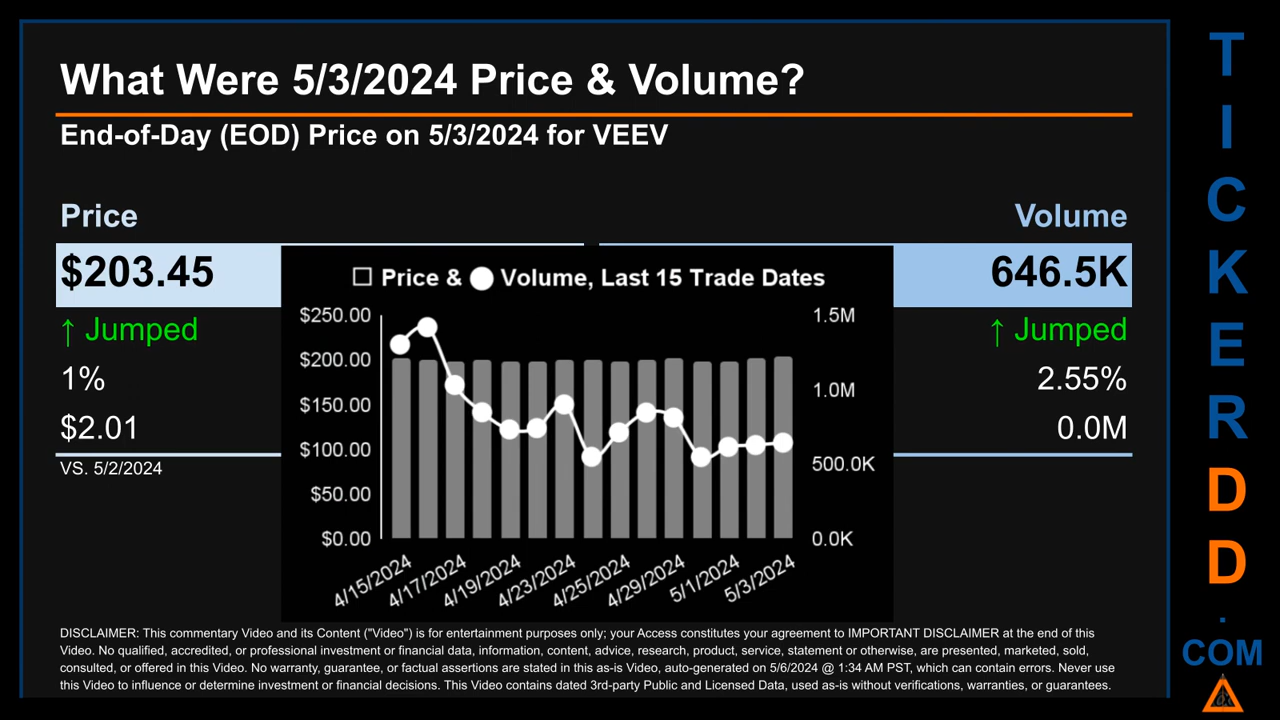 What Were 5/3/2024 Price & Volume?
End-of-Day (EOD) Price on 5/3/2024 for VEEV
Price
Volume
$203.45
646.5K
↑ Jumped
↑ Jumped
1%
2.55%
$2.01
0.0M
VS. 5/2/2024
Price & Volume, Last 15 Trade Dates
$250.00
$200.00
$150.00
$100.00
$50.00
$0.00
1.5M
1.0M
500.0K
0.0K
4/15/2024
4/17/2024
4/19/2024
4/23/2024
4/25/2024
4/29/2024
5/1/2024
5/3/2024
DISCLAIMER: This commentary Video and its Content ("Video") is for entertainment purposes only; your Access constitutes your agreement to IMPORTANT DISCLAIMER at the end of this
Video. No qualified, accredited, or professional investment or financial data, information, content, advice, research, product, service, statement or otherwise, are presented, marketed, sold,
consulted, or offered in this Video. No warranty, guarantee, or factual assertions are stated in this as-is Video, auto-generated on 5/6/2024 @ 1:34 AM PST, which can contain errors. Never use
this Video to influence or determine investment or financial decisions. This Video contains dated 3rd-party Public and Licensed Data, used as-is without verifications, warranties, or guarantees.
T
I
C
K
E
R
D
D
.
COM